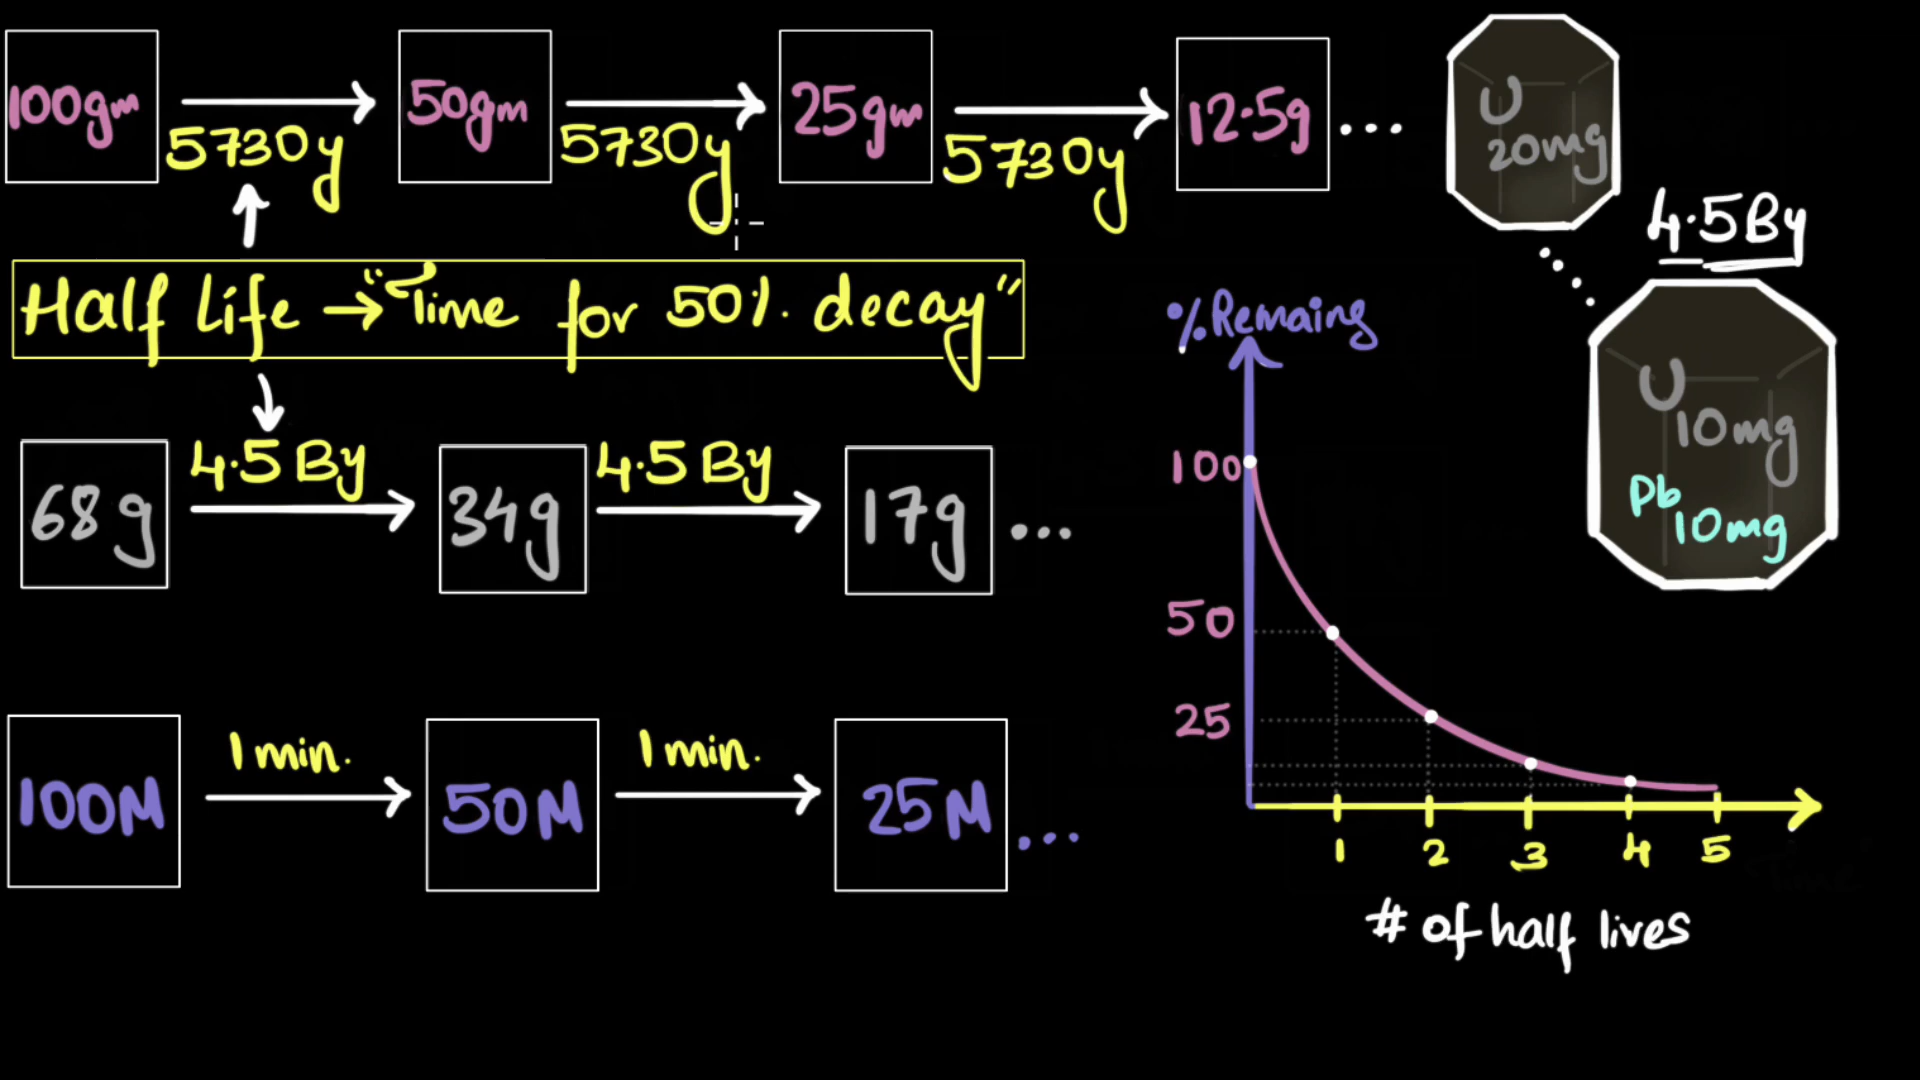 100gm 5730y 50gm 5730y 25gm 5730y 12.5g ...
U
20mg
4.5By
Half Life → "Time for 50%. decay"
% Remaing
U
10mg
Pb
10mg
68g 4.5 By 34g 4.5 By 17g ...
100M 1 min. 50M 1 min. 25M ...
100
50
25
1 2 3 4 5
# of half lives